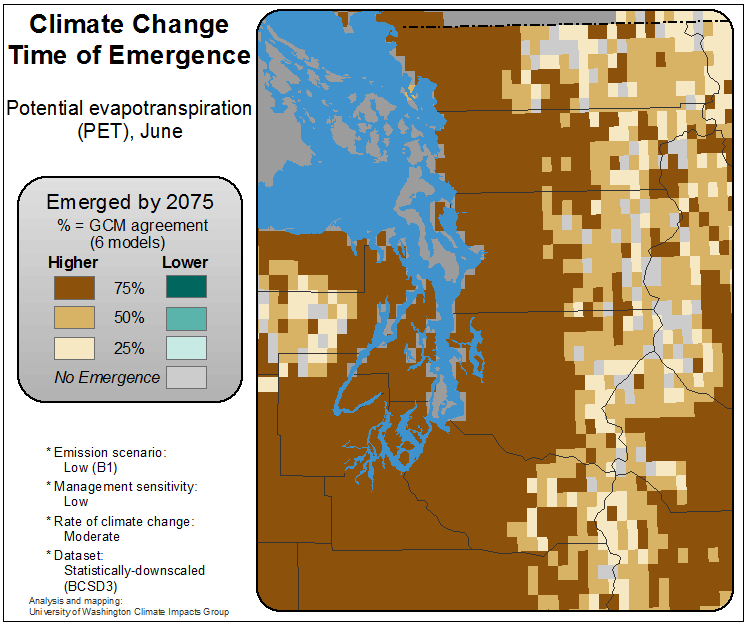 Climate Change
Time of Emergence
Potential evapotranspiration
(PET), June
Emerged by 2075
% = GCM agreement
(6 models)
Higher Lower
75%
50%
25%
No Emergence
* Emission scenario:
Low (B1)
* Management sensitivity:
Low
* Rate of climate change:
Moderate
* Dataset:
Statistically-downscaled
(BCSD3)
Analysis and mapping:
University of Washington Climate Impacts Group